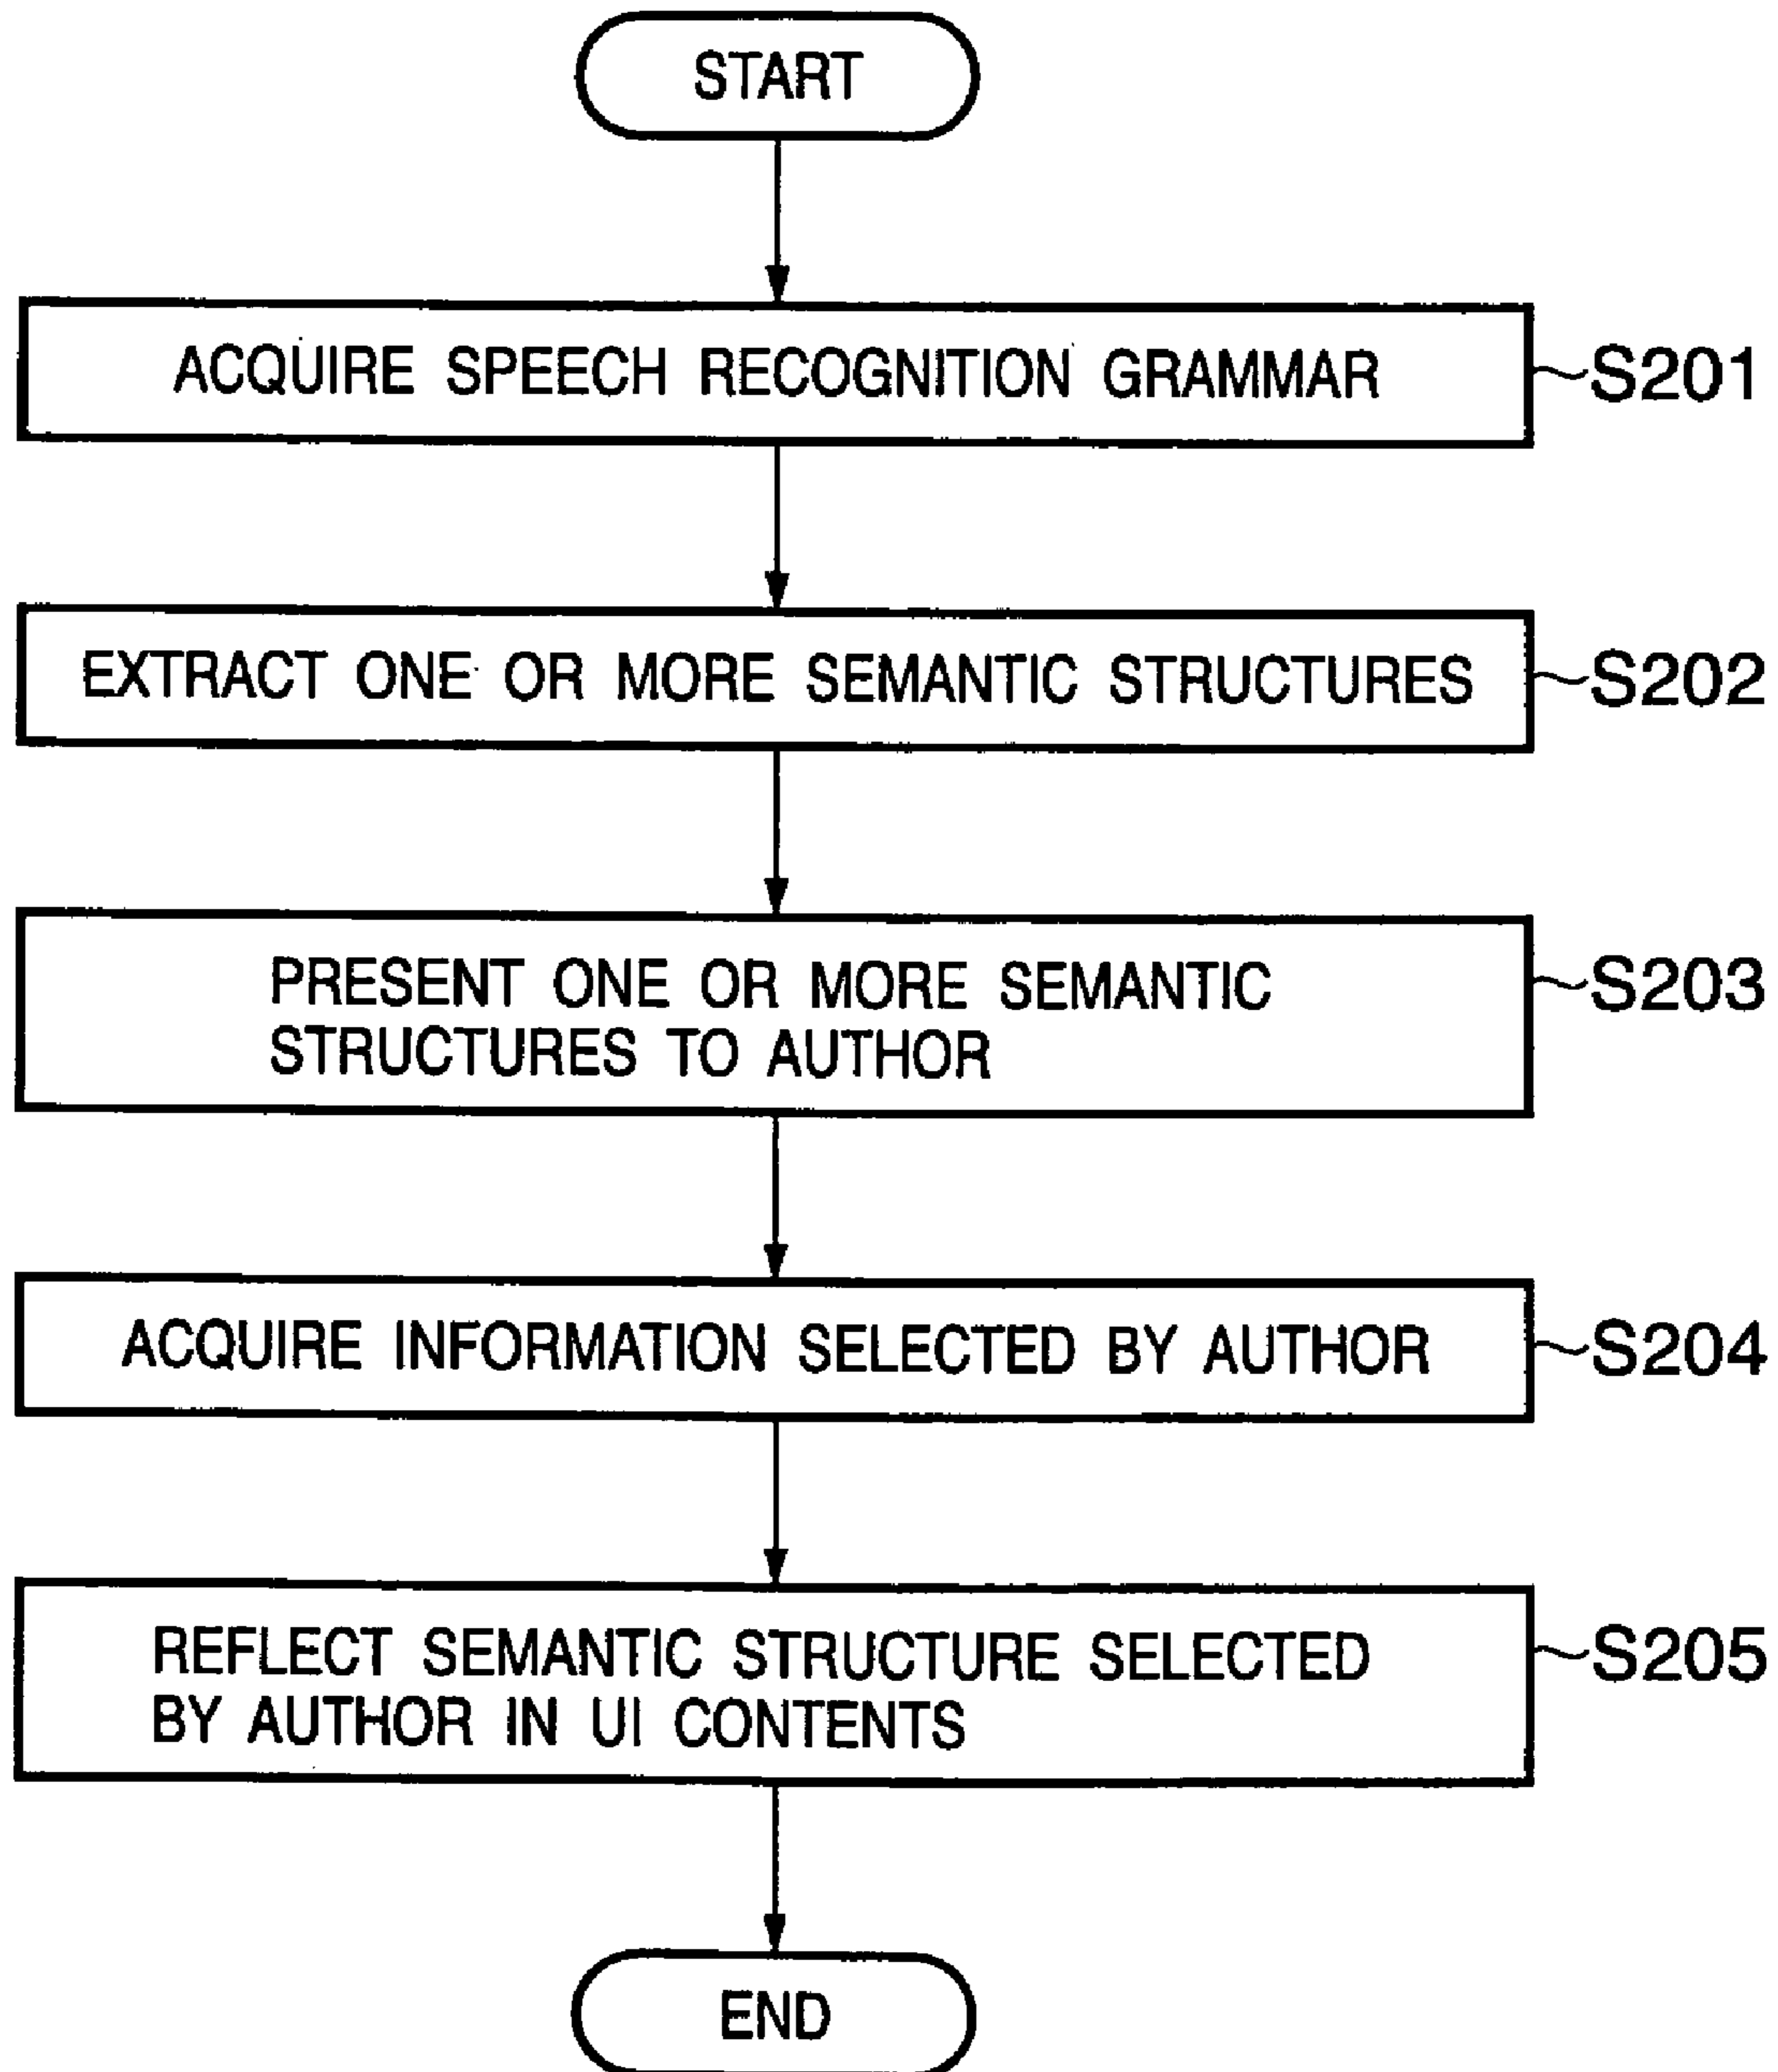 START
ACQUIRE SPEECH RECOGNITION GRAMMAR
S201
EXTRACT ONE OR MORE SEMANTIC STRUCTURES
S202
PRESENT ONE OR MORE SEMANTIC
STRUCTURES TO AUTHOR
S203
ACQUIRE INFORMATION SELECTED BY AUTHOR
S204
REFLECT SEMANTIC STRUCTURE SELECTED
BY AUTHOR IN UI CONTENTS
S205
END